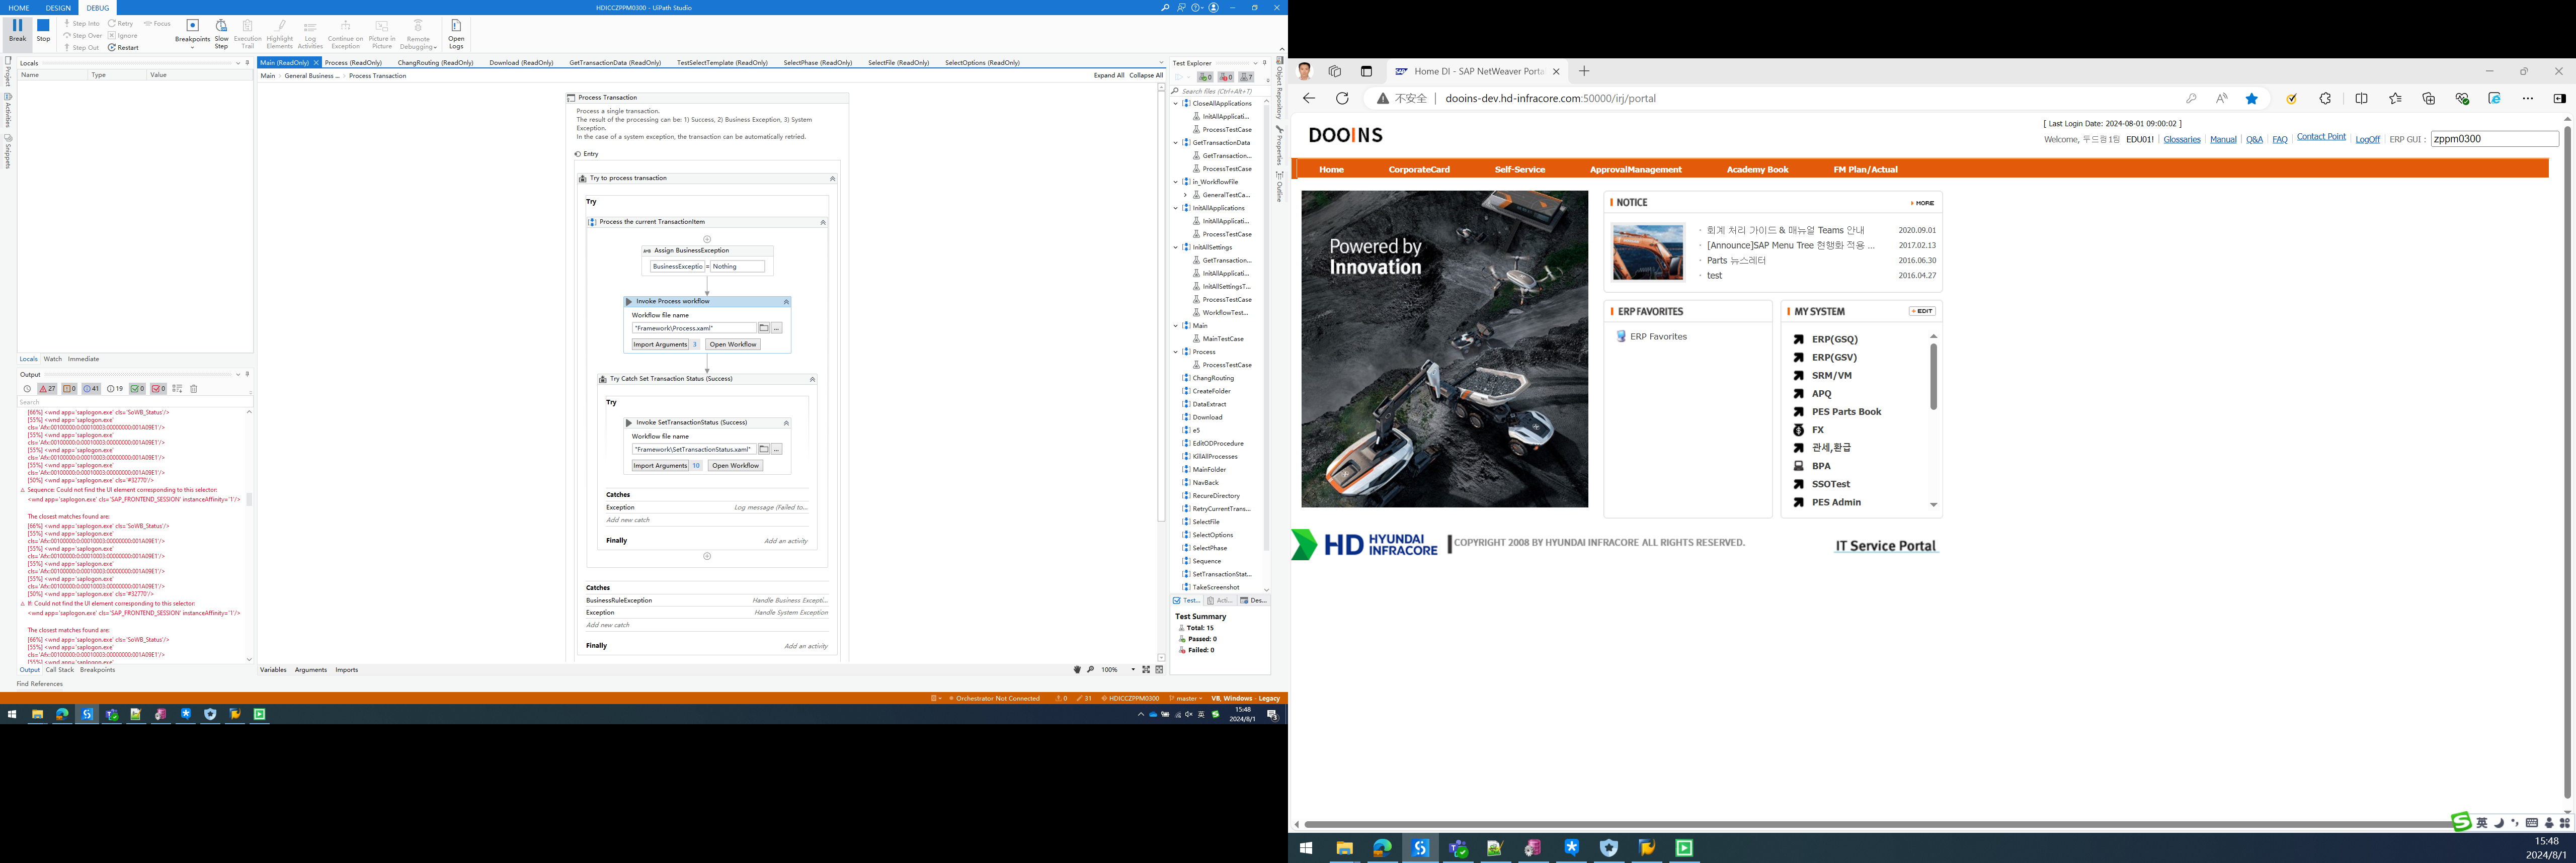 HOME DESIGN DEBUG
HDICCZPPM0300 - UiPath Studio
Break
Stop
Step Into
Step Over
Step Out
Retry
Ignore
Restart
Focus
Breakpoints
Slow Step
Execution Trail
Highlight Elements
Log Activities
Continue on Exception
Picture in Picture
Remote Debugging
Open Logs
Project
Activities
Snippets
Locals
Name Type Value
Locals Watch Immediate
Output
27 0 41 19 0 0
Search
[66%] <wnd app='saplogon.exe' cls='SoWB_Status'/>
[55%] <wnd app='saplogon.exe'
cls='Afx:00100000:0:00010003:00000000:001A09E1'/>
[55%] <wnd app='saplogon.exe'
cls='Afx:00100000:0:00010003:00000000:001A09E1'/>
[55%] <wnd app='saplogon.exe'
cls='Afx:00100000:0:00010003:00000000:001A09E1'/>
[55%] <wnd app='saplogon.exe'
cls='Afx:00100000:0:00010003:00000000:001A09E1'/>
[50%] <wnd app='saplogon.exe' cls='#32770'/>
Sequence: Could not find the UI element corresponding to this selector:
<wnd app='saplogon.exe' cls='SAP_FRONTEND_SESSION' instanceAffinity='1'/>
The closest matches found are:
[66%] <wnd app='saplogon.exe' cls='SoWB_Status'/>
[55%] <wnd app='saplogon.exe'
cls='Afx:00100000:0:00010003:00000000:001A09E1'/>
[55%] <wnd app='saplogon.exe'
cls='Afx:00100000:0:00010003:00000000:001A09E1'/>
[55%] <wnd app='saplogon.exe'
cls='Afx:00100000:0:00010003:00000000:001A09E1'/>
[55%] <wnd app='saplogon.exe'
cls='Afx:00100000:0:00010003:00000000:001A09E1'/>
[50%] <wnd app='saplogon.exe' cls='#32770'/>
If: Could not find the UI element corresponding to this selector:
<wnd app='saplogon.exe' cls='SAP_FRONTEND_SESSION' instanceAffinity='1'/>
The closest matches found are:
[66%] <wnd app='saplogon.exe' cls='SoWB_Status'/>
[55%] <wnd app='saplogon.exe'
cls='Afx:00100000:0:00010003:00000000:001A09E1'/>
[55%] <wnd app='saplogon.exe'
Output Call Stack Breakpoints
Find References
Main (ReadOnly) Process (ReadOnly) ChangRouting (ReadOnly) Download (ReadOnly) GetTransactionData (ReadOnly) TestSelectTemplate (ReadOnly) SelectPhase (ReadOnly) SelectFile (ReadOnly) SelectOptions (ReadOnly)
Main > General Business ... > Process Transaction
Expand All Collapse All
Process Transaction
Process a single transaction.
The result of the processing can be: 1) Success, 2) Business Exception, 3) System
Exception.
In the case of a system exception, the transaction can be automatically retried.
Entry
Try to process transaction
Try
Process the current TransactionItem
Assign BusinessException
BusinessExceptio = Nothing
Invoke Process workflow
Workflow file name
"Framework\Process.xaml" ...
Import Arguments 3 Open Workflow
Try Catch Set Transaction Status (Success)
Try
Invoke SetTransactionStatus (Success)
Workflow file name
"Framework\SetTransactionStatus.xaml" ...
Import Arguments 10 Open Workflow
Catches
Exception Log message (Failed to...
Add new catch
Finally Add an activity
Catches
BusinessRuleException Handle Business Excepti...
Exception Handle System Exception
Add new catch
Finally Add an activity
Variables Arguments Imports
100%
Test Explorer
0 0 7
Search files (Ctrl+Alt+T)
CloseAllApplications
InitAllApplicati...
ProcessTestCase
GetTransactionData
GetTransaction...
ProcessTestCase
in_WorkflowFile
GeneralTestCa...
InitAllApplications
InitAllApplicati...
ProcessTestCase
InitAllSettings
GetTransaction...
InitAllApplicati...
InitAllSettingsT...
ProcessTestCase
WorkflowTest...
Main
MainTestCase
Process
ProcessTestCase
ChangRouting
CreateFolder
DataExtract
Download
e5
EditODProcedure
KillAllProcesses
MainFolder
NavBack
RecureDirectory
RetryCurrentTrans...
SelectFile
SelectOptions
SelectPhase
Sequence
SetTransactionStat...
TakeScreenshot
Test... Acti... Des...
Test Summary
Total: 15
Passed: 0
Failed: 0
Object Repository
Properties
Outline
Orchestrator Not Connected 0 31 HDICCZPPM0300 master VB, Windows - Legacy
英
15:48
2024/8/1
3
Home DI - SAP NetWeaver Porta
不安全 dooins-dev.hd-infracore.com:50000/irj/portal
DOOINS
[ Last Login Date: 2024-08-01 09:00:02 ]
Welcome, 두드림1팀 EDU01! Glossaries Manual Q&A FAQ Contact Point LogOff ERP GUI : zppm0300
Home CorporateCard Self-Service ApprovalManagement Academy Book FM Plan/Actual
Powered by
Innovation
NOTICE MORE
회계 처리 가이드 & 매뉴얼 Teams 안내 2020.09.01
[Announce]SAP Menu Tree 현행화 적용 ... 2017.02.13
Parts 뉴스레터 2016.06.30
test 2016.04.27
ERP FAVORITES
ERP Favorites
MY SYSTEM + EDIT
ERP(GSQ)
ERP(GSV)
SRM/VM
APQ
PES Parts Book
FX
관세,환급
BPA
SSOTest
PES Admin
HD HYUNDAI INFRACORE
COPYRIGHT 2008 BY HYUNDAI INFRACORE ALL RIGHTS RESERVED.
IT Service Portal
英
15:48
2024/8/1